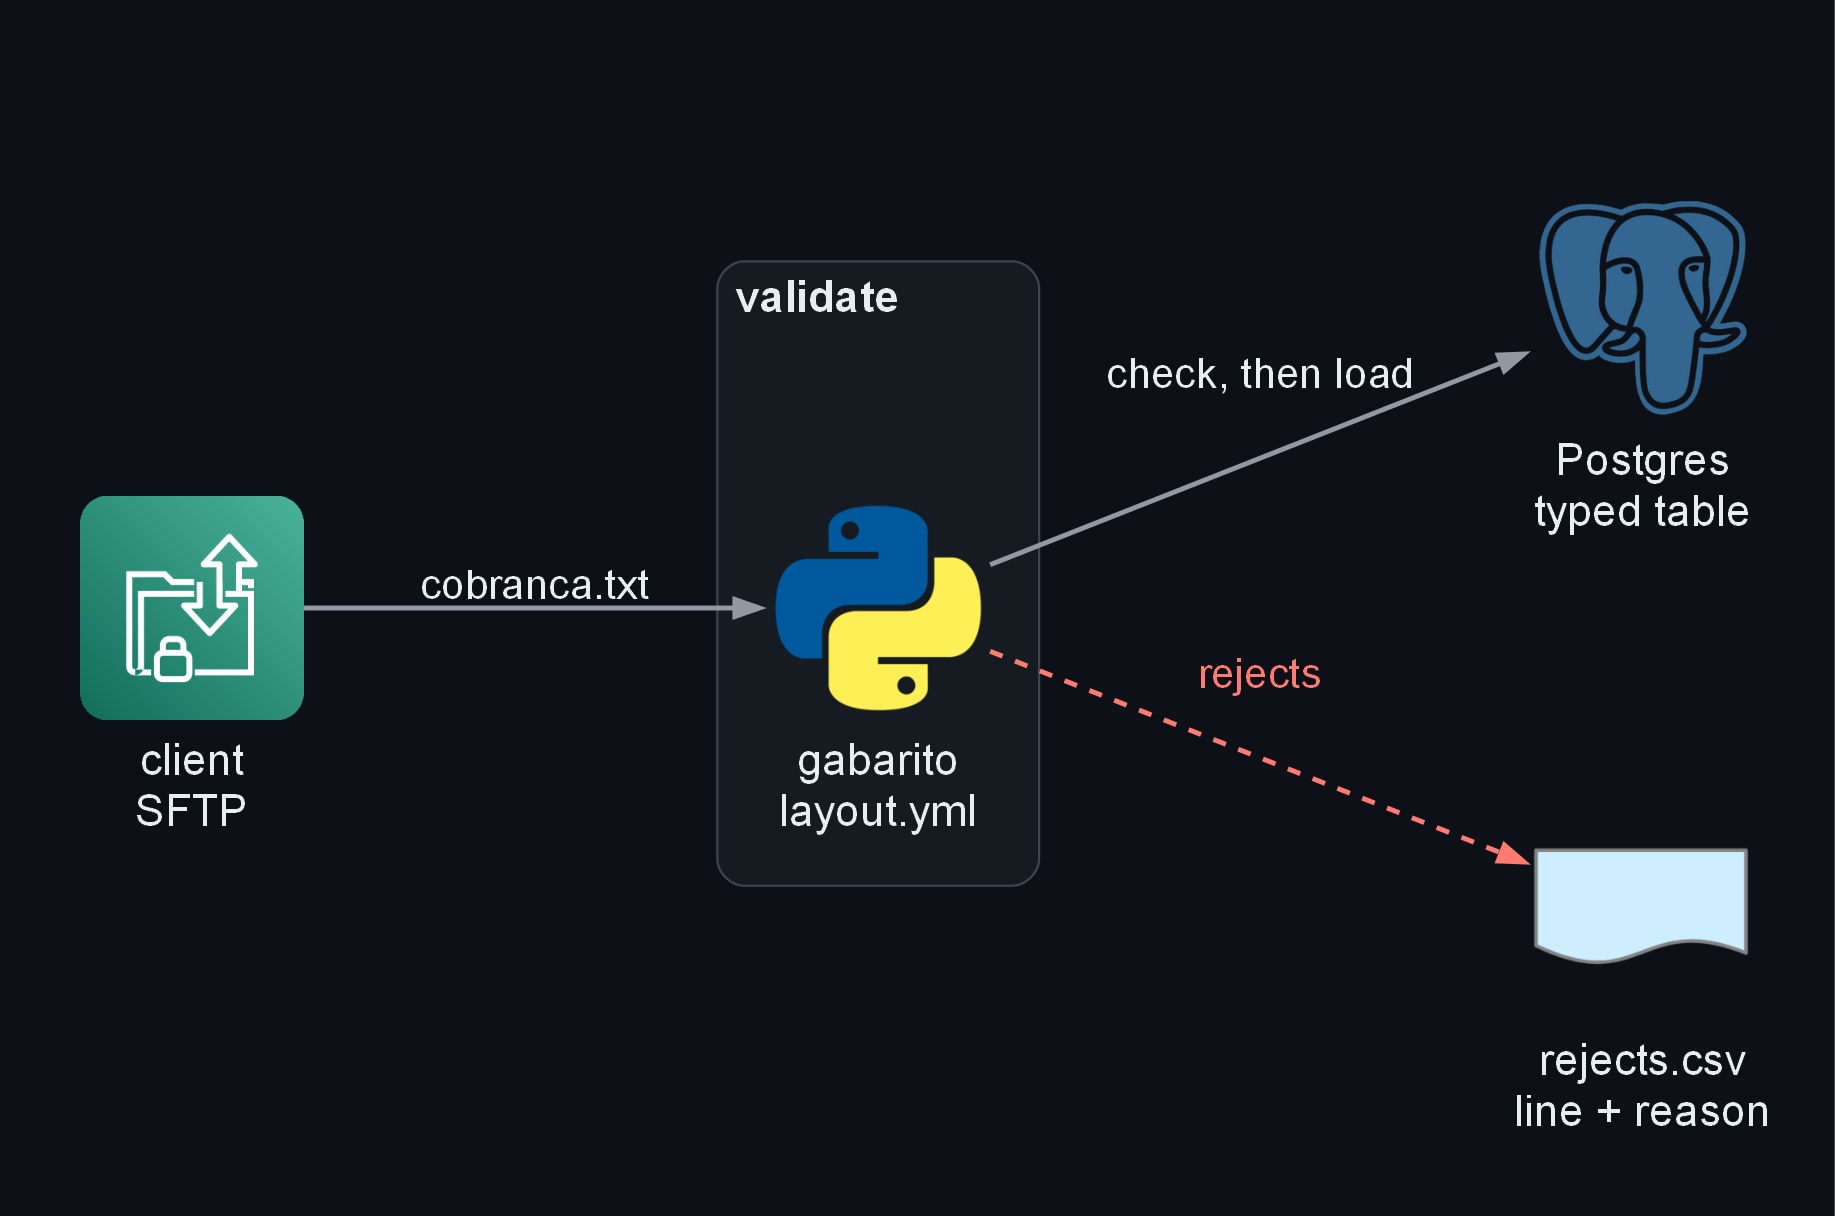 validate
check, then load
Postgres
typed table
cobranca.txt
rejects
client
SFTP
gabarito
layout.yml
rejects.csv
line + reason